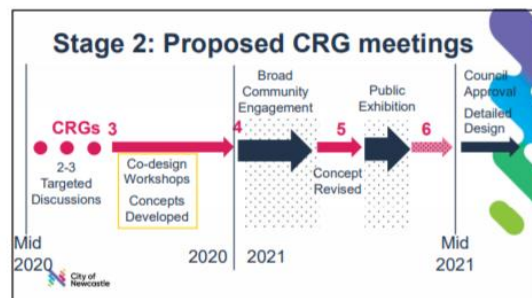 Stage 2: Proposed CRG meetings
CRGs 3
2-3
Targeted
Discussions
Co-design
Workshops
Concepts
Developed
4
Broad
Community
Engagement
5
Concept
Revised
Public
Exhibition
6
Council
Approval
Detailed
Design
Mid
2020
2020
2021
Mid
2021
City of
Newcastle